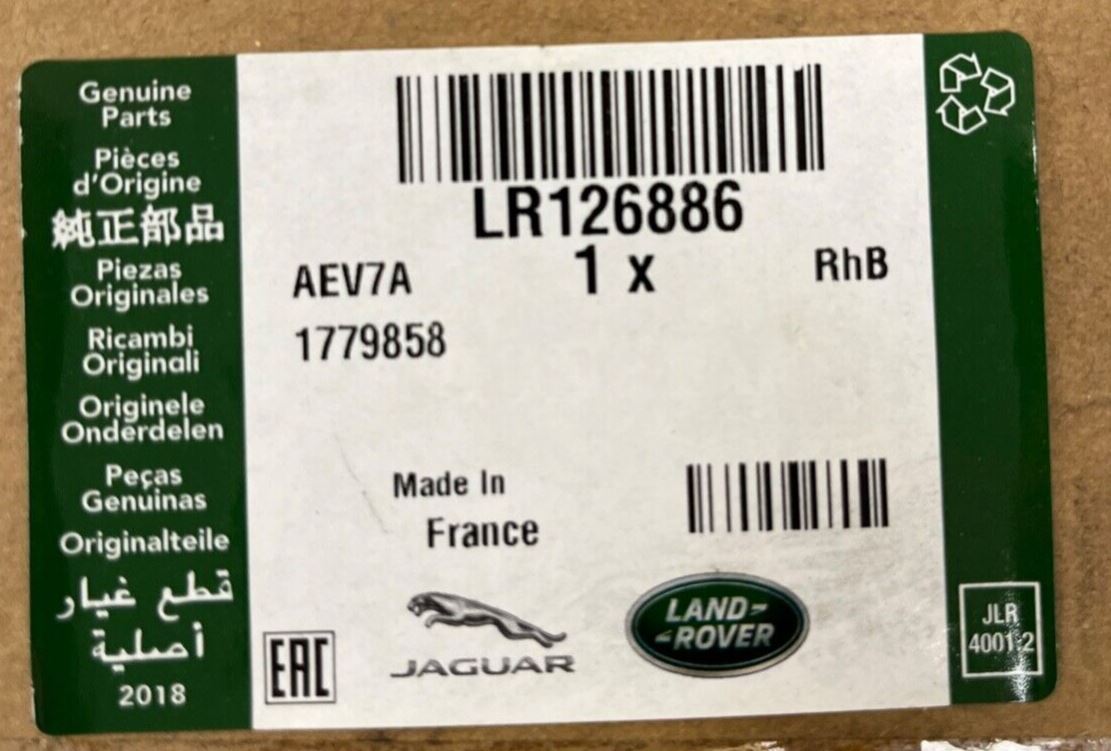 Genuine
Parts
Pièces
d'Origine
純正部品
Piezas
Originales
Ricambi
Originali
Originele
Onderdelen
Peças
Genuinas
Originalteile
قطع غيار
أصلية
2018
LR126886
1 x
AEV7A
RhB
1779858
Made In
France
EAC
JAGUAR
LAND-
-ROVER
JLR
4001:2